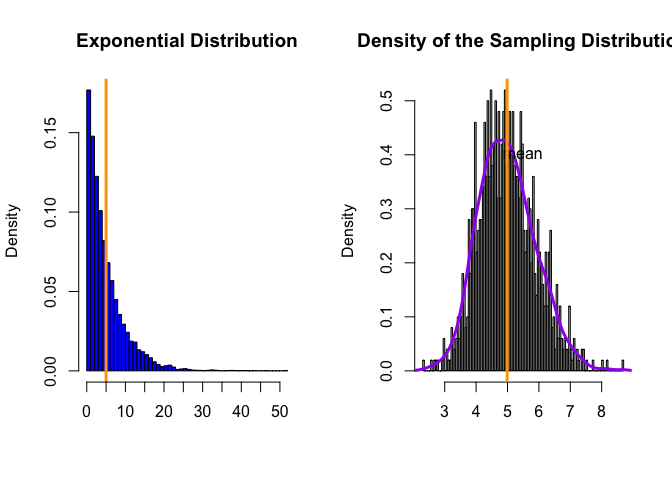 Exponential Distribution
Density
0.00 0.05 0.10 0.15
0 10 20 30 40 50
Density of the Sampling Distributio
Density
0.0 0.1 0.2 0.3 0.4 0.5
mean
3 4 5 6 7 8